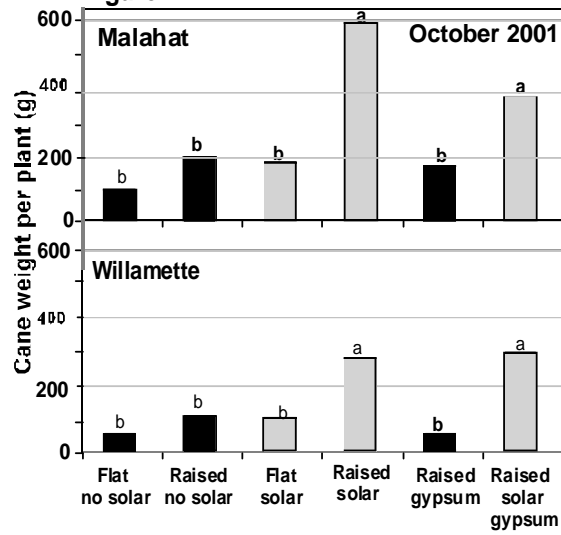 600
Malahat
October 2001
a
a
400
b
b
b
200
b
0
Cane weight per plant (g)
600
Willamette
400
a
a
200
b
b
b
b
0
Flat no solar
Raised no solar
Flat solar
Raised solar
Raised gypsum
Raised solar gypsum